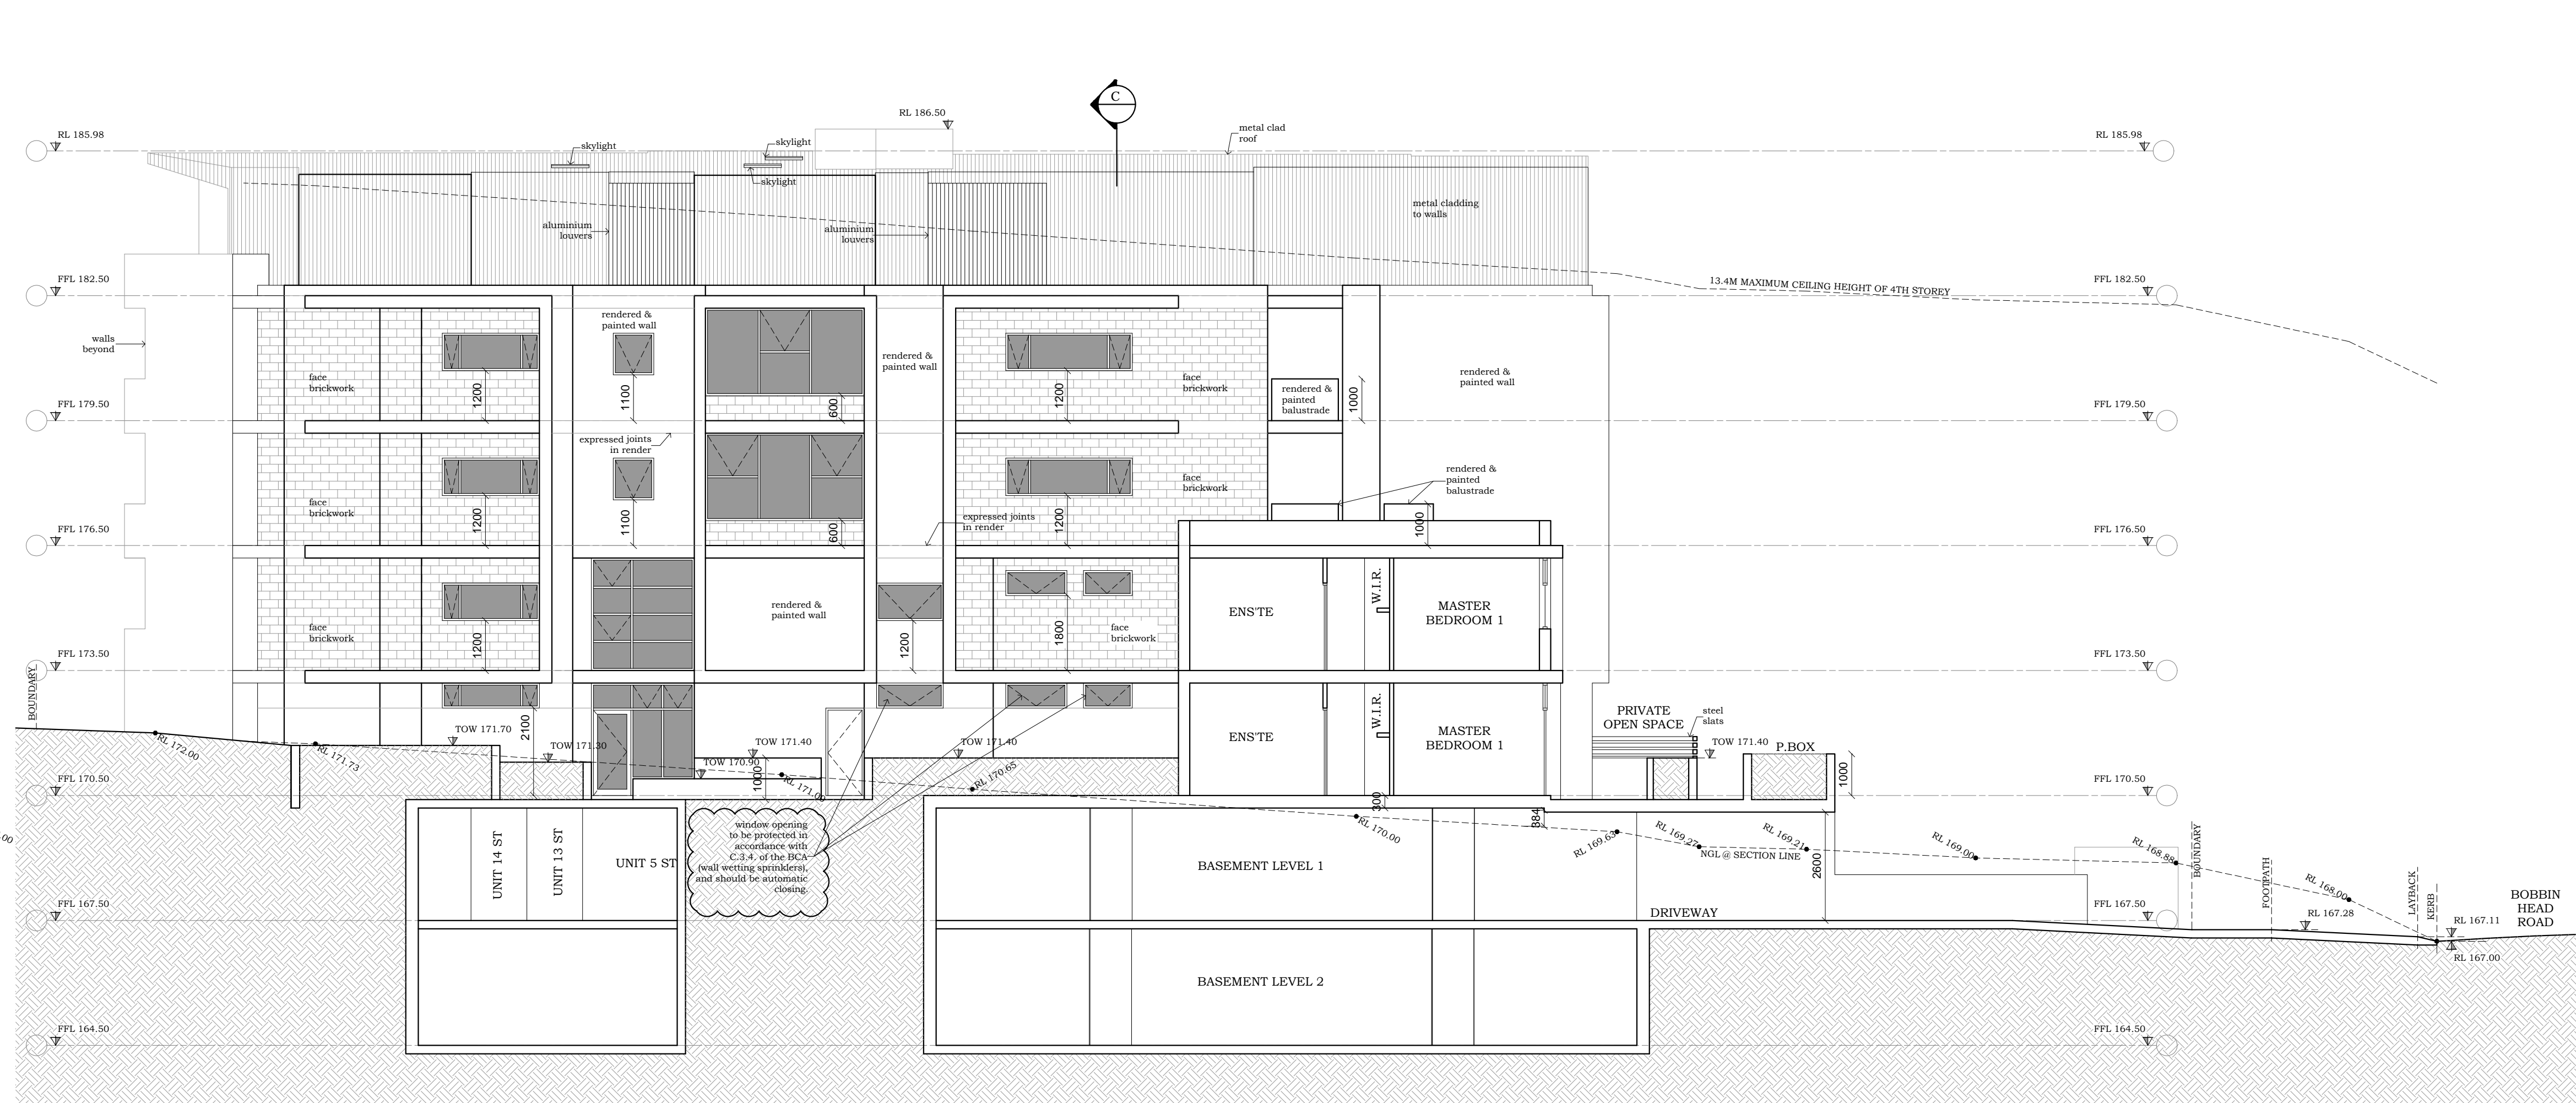 C
RL 186.50
RL 185.98
skylight
skylight
skylight
metal clad
roof
RL 185.98
aluminium
louvers
aluminium
louvers
metal cladding
to walls
FFL 182.50
13.4M MAXIMUM CEILING HEIGHT OF 4TH STOREY
FFL 182.50
walls
beyond
rendered &
painted wall
rendered &
painted wall
rendered &
painted wall
face
brickwork
1200
1100
600
1200
face
brickwork
rendered &
painted
balustrade
1000
FFL 179.50
FFL 179.50
expressed joints
in render
rendered &
painted
balustrade
face
brickwork
1200
1100
600
expressed joints
in render
1200
face
brickwork
1000
FFL 176.50
FFL 176.50
face
brickwork
1200
rendered &
painted wall
1200
1800
face
brickwork
ENS'TE
W.I.R.
MASTER
BEDROOM 1
FFL 173.50
FFL 173.50
BOUNDARY
RL 172.00
RL 171.73
TOW 171.70
2100
TOW 171.30
TOW 170.90
TOW 171.40
1000
RL 171.00
TOW 171.40
RL 170.65
ENS'TE
W.I.R.
MASTER
BEDROOM 1
PRIVATE
OPEN SPACE
steel
slats
TOW 171.40
P.BOX
1000
FFL 170.50
FFL 170.50
300
884
RL 170.00
RL 169.63
RL 169.27
NGL @ SECTION LINE
RL 169.21
2600
RL 169.00
RL 168.88
BOUNDARY
RL 168.00
.00
UNIT 14 ST
UNIT 13 ST
UNIT 5 ST
window opening
to be protected in
accordance with
C.3.4. of the BCA
(wall wetting sprinklers),
and should be automatic
closing.
BASEMENT LEVEL 1
FOOTPATH
LAYBACK
KERB
BOBBIN
HEAD
ROAD
FFL 167.50
DRIVEWAY
FFL 167.50
RL 167.28
RL 167.11
RL 167.00
BASEMENT LEVEL 2
FFL 164.50
FFL 164.50